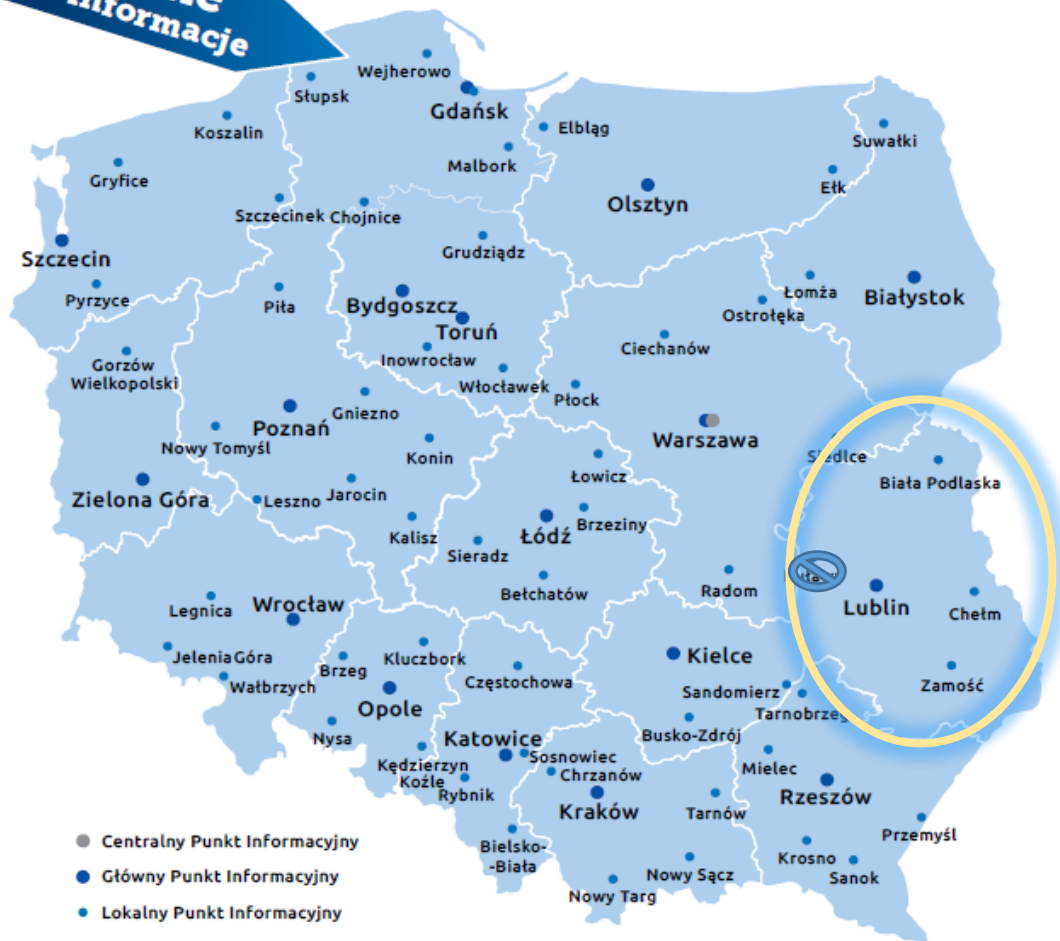 informacje
Wejherowo
Słupsk
Gdańsk
Koszalin
Elbląg
Suwałki
Malbork
Gryfice
Ełk
Olsztyn
Szczecinek
Chojnice
Grudziądz
Szczecin
Pyrzyce
Piła
Bydgoszcz
Łomża
Białystok
Ostrołęka
Toruń
Ciechanów
Inowrocław
Gorzów
Wielkopolski
Włocławek
Płock
Gniezno
Poznań
Warszawa
Nowy Tomyśl
Konin
Siedlce
Łowicz
Biała Podlaska
Zielona Góra
Leszno
Jarocin
Brzeziny
Kalisz
Łódź
Sieradz
Bełchatów
Radom
Legnica
Wrocław
Lublin
Chełm
Jelenia Góra
Kluczbork
Brzeg
Kielce
Wałbrzych
Częstochowa
Zamość
Sandomierz
Opole
Tarnobrzeg
Nysa
Katowice
Busko-Zdrój
Sosnowiec
Kędzierzyn
Koźle
Chrzanów
Mielec
Rybnik
Rzeszów
Kraków
Tarnów
Przemyśl
Bielsko-
-Biała
Krosno
Nowy Sącz
Sanok
Nowy Targ
Centralny Punkt Informacyjny
Główny Punkt Informacyjny
Lokalny Punkt Informacyjny